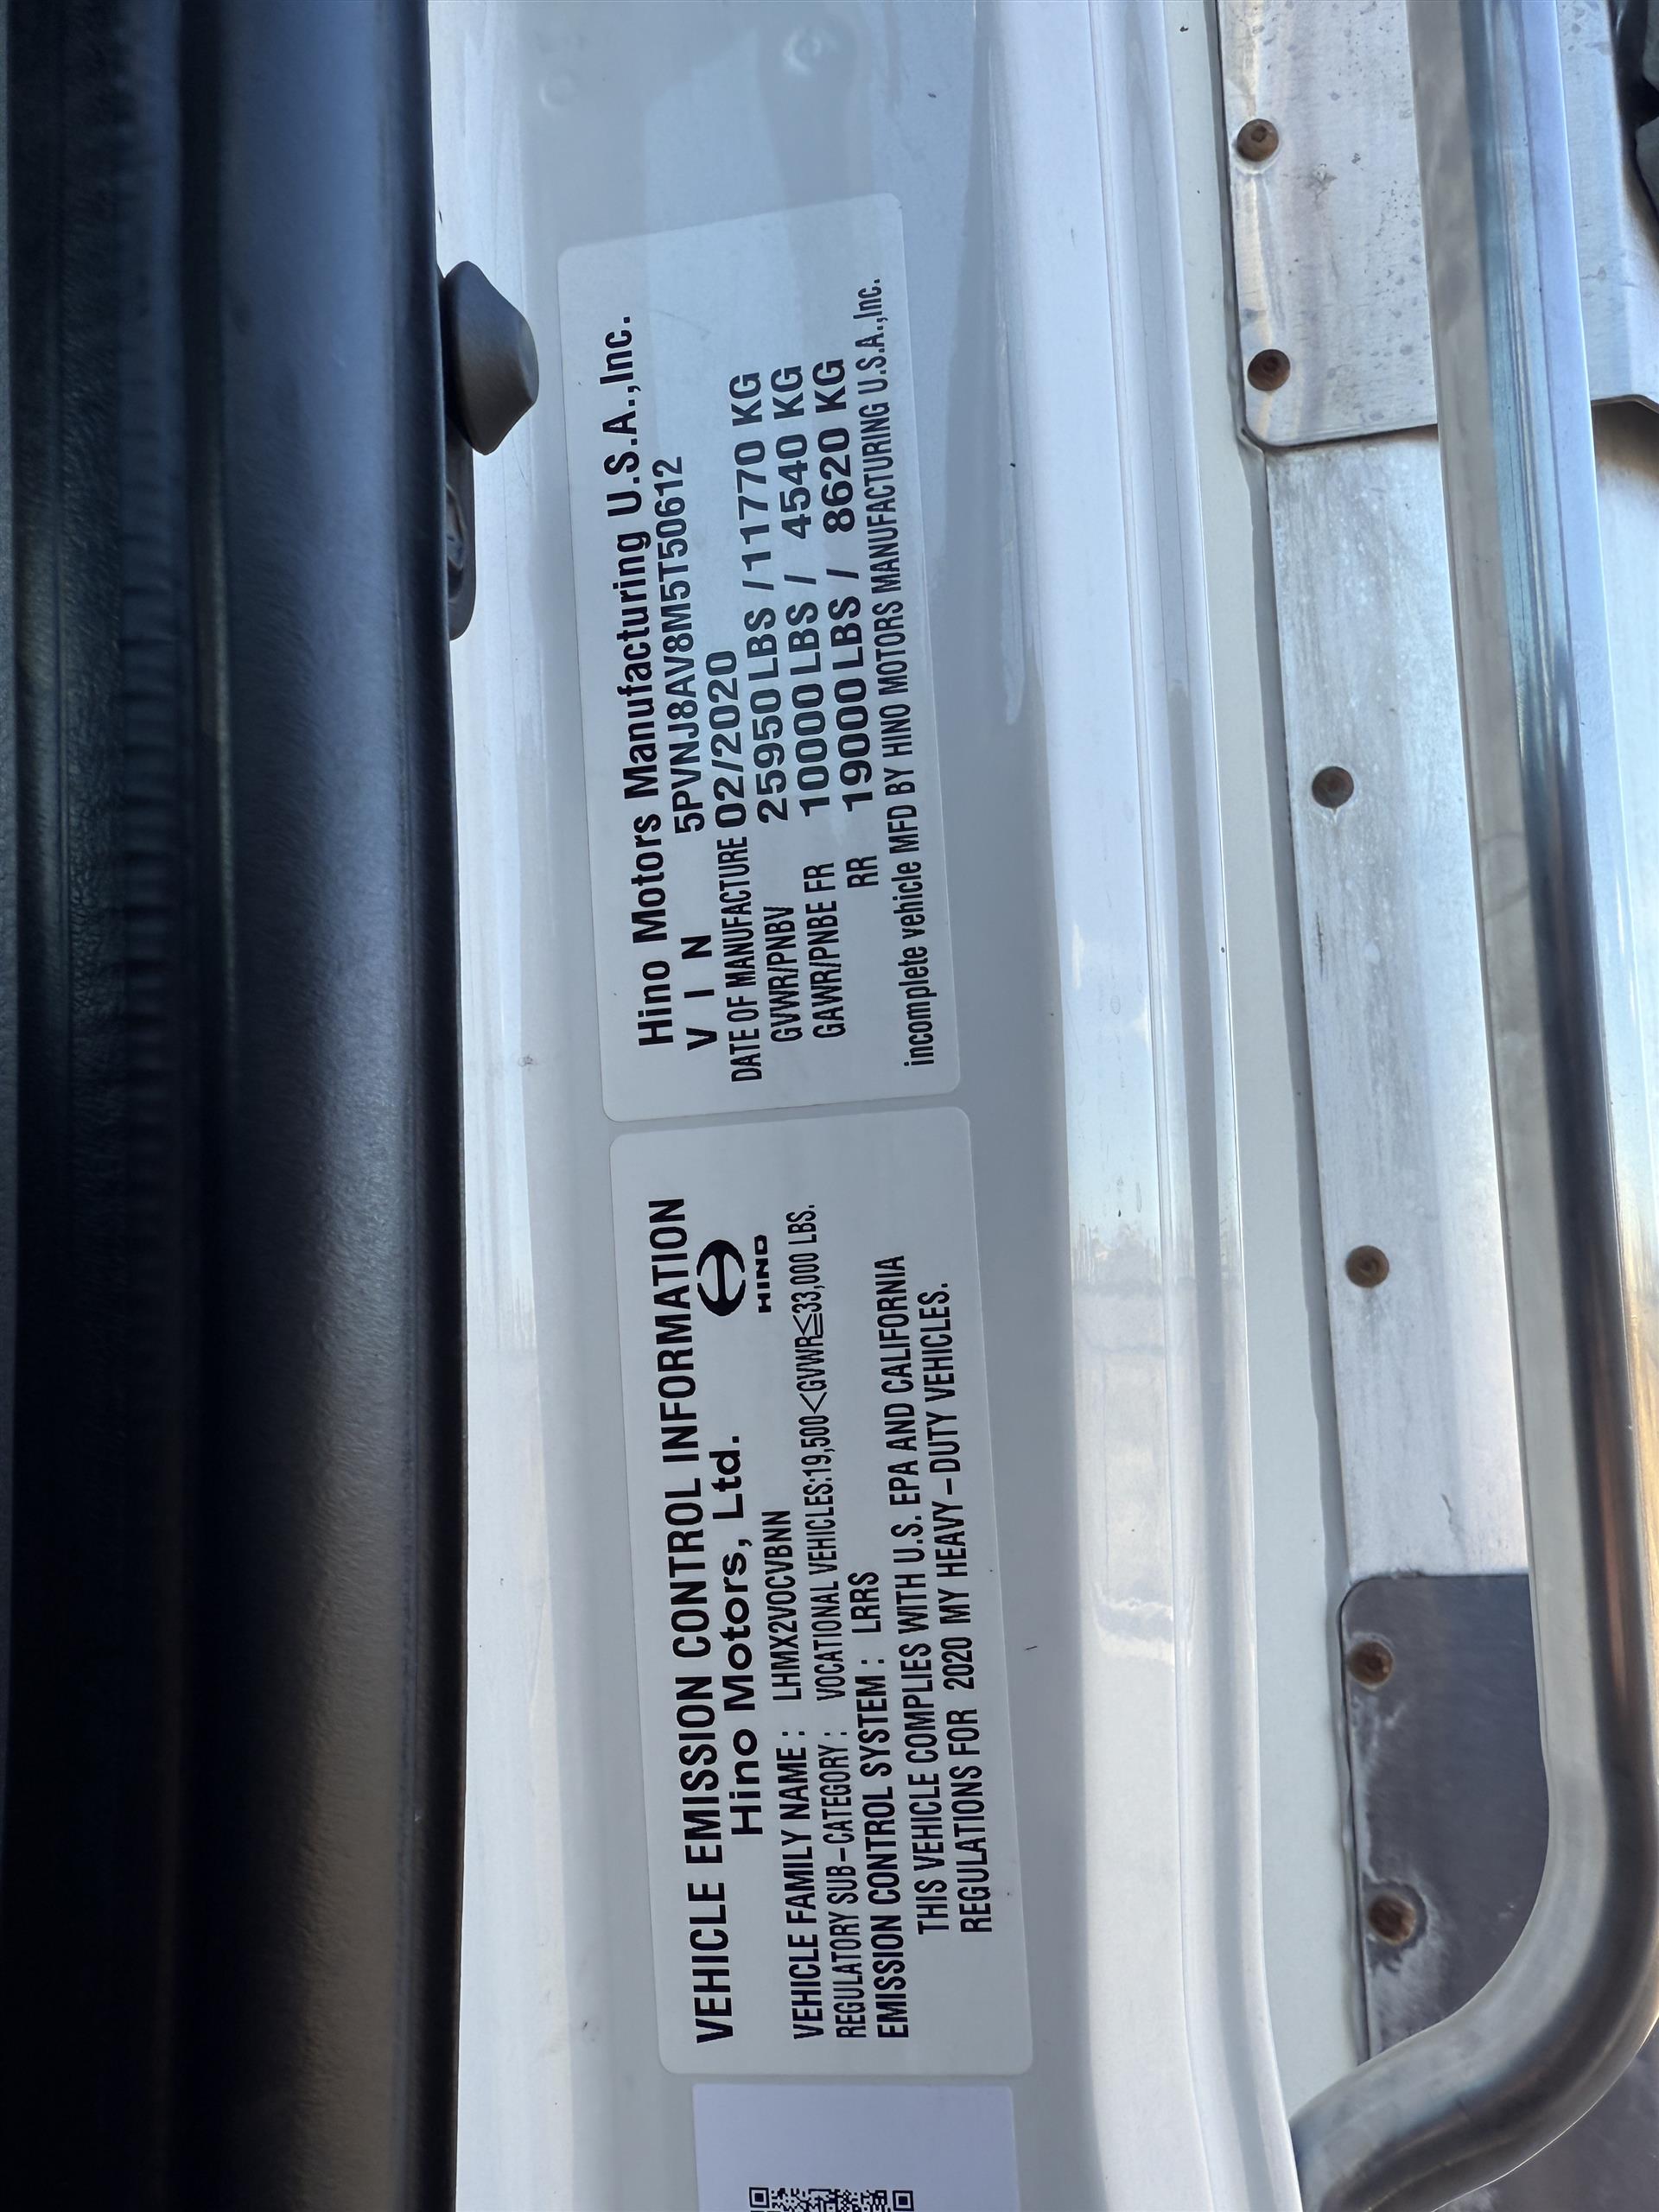 VEHICLE EMISSION CONTROL INFORMATION
Hino Motors, Ltd.
HINO
VEHICLE FAMILY NAME : LHMX2VOCVBNN
REGULATORY SUB-CATEGORY : VOCATIONAL VEHICLES:19,500<GVWR≦33,000 LBS.
EMISSION CONTROL SYSTEM : LRRS
THIS VEHICLE COMPLIES WITH U.S. EPA AND CALIFORNIA
REGULATIONS FOR 2020 MY HEAVY-DUTY VEHICLES.
Hino Motors Manufacturing U.S.A.,Inc.
V I N 5PVNJ8AV8M5T50612
DATE OF MANUFACTURE 02/2020
GVWR/PNBV 25950 LBS / 11770 KG
GAWR/PNBE FR 10000 LBS / 4540 KG
RR 19000 LBS / 8620 KG
incomplete vehicle MFD BY HINO MOTORS MANUFACTURING U.S.A.,Inc.